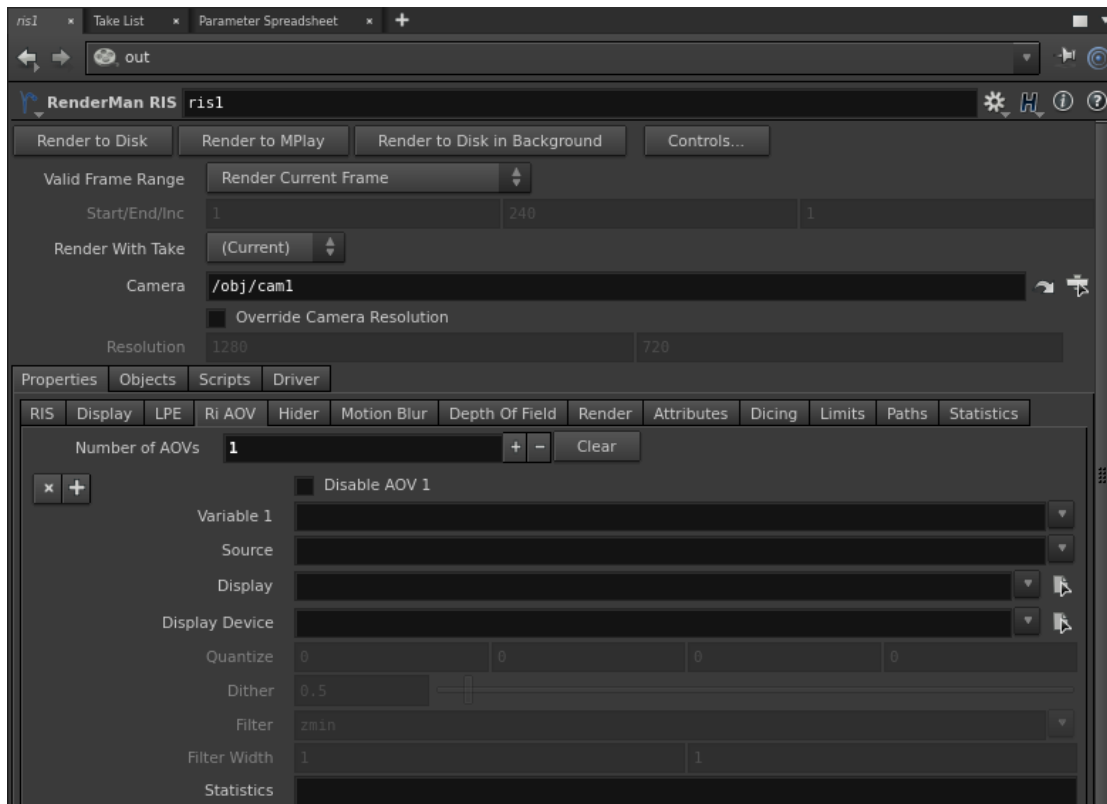 ris1 × Take List × Parameter Spreadsheet × +
out
RenderMan RIS ris1
Render to Disk Render to MPlay Render to Disk in Background Controls...
Valid Frame Range Render Current Frame
Start/End/Inc 1 240 1
Render With Take (Current)
Camera /obj/cam1
Override Camera Resolution
Resolution 1280 720
Properties Objects Scripts Driver
RIS Display LPE Ri AOV Hider Motion Blur Depth Of Field Render Attributes Dicing Limits Paths Statistics
Number of AOVs 1 + − Clear
× + Disable AOV 1
Variable 1
Source
Display
Display Device
Quantize 0 0 0 0
Dither 0.5
Filter zmin
Filter Width 1 1
Statistics